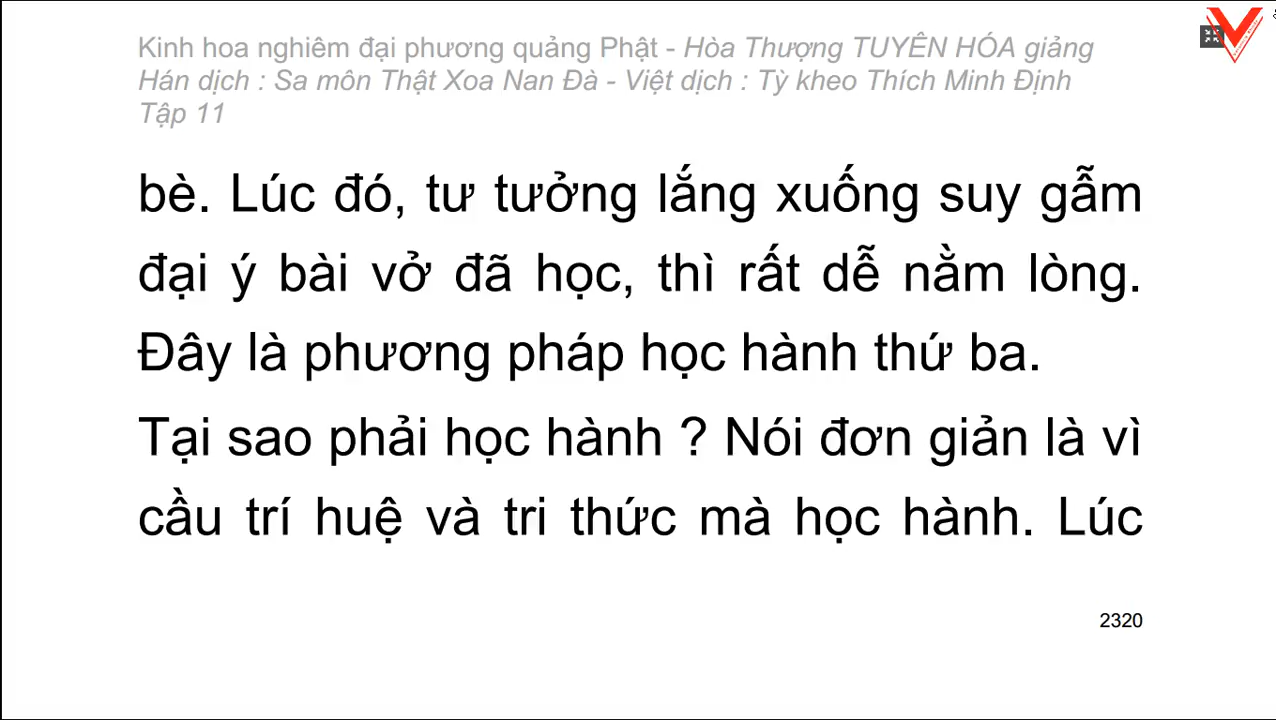 Kinh hoa nghiêm đại phương quảng Phật - Hòa Thượng TUYÊN HÓA giảng
Hán dịch : Sa môn Thật Xoa Nan Đà - Việt dịch : Tỳ kheo Thích Minh Định
Tập 11
bè. Lúc đó, tư tưởng lắng xuống suy gẫm
đại ý bài vở đã học, thì rất dễ nằm lòng.
Đây là phương pháp học hành thứ ba.
Tại sao phải học hành ? Nói đơn giản là vì
cầu trí huệ và tri thức mà học hành. Lúc
2320